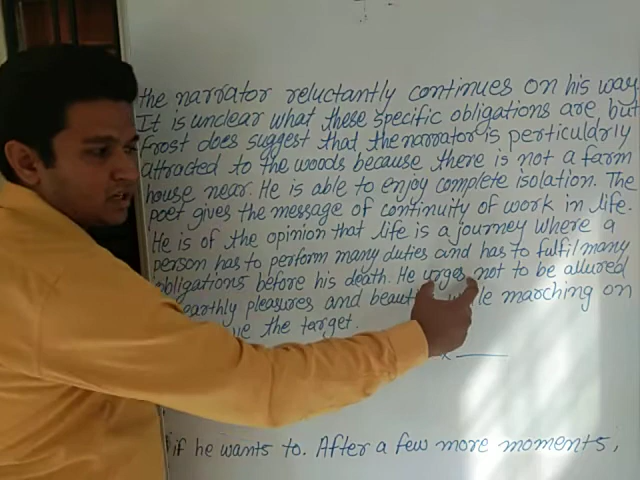 the narrator reluctantly continues on his way
It is unclear what these specific obligations are but
Frost does suggest that the narrator is perticuldrly
attracted to the woods because there is not a farm
house near. He is able to enjoy complete isolation. The
poet gives the message of continuity of work in life.
He is of the opinion that life is a journey where a
person has to perform many duties and has to fulfil many
obligations before his death. He urges not to be allured
earthly pleasures and marching on
the target.
if he wants to. After a few more moments,